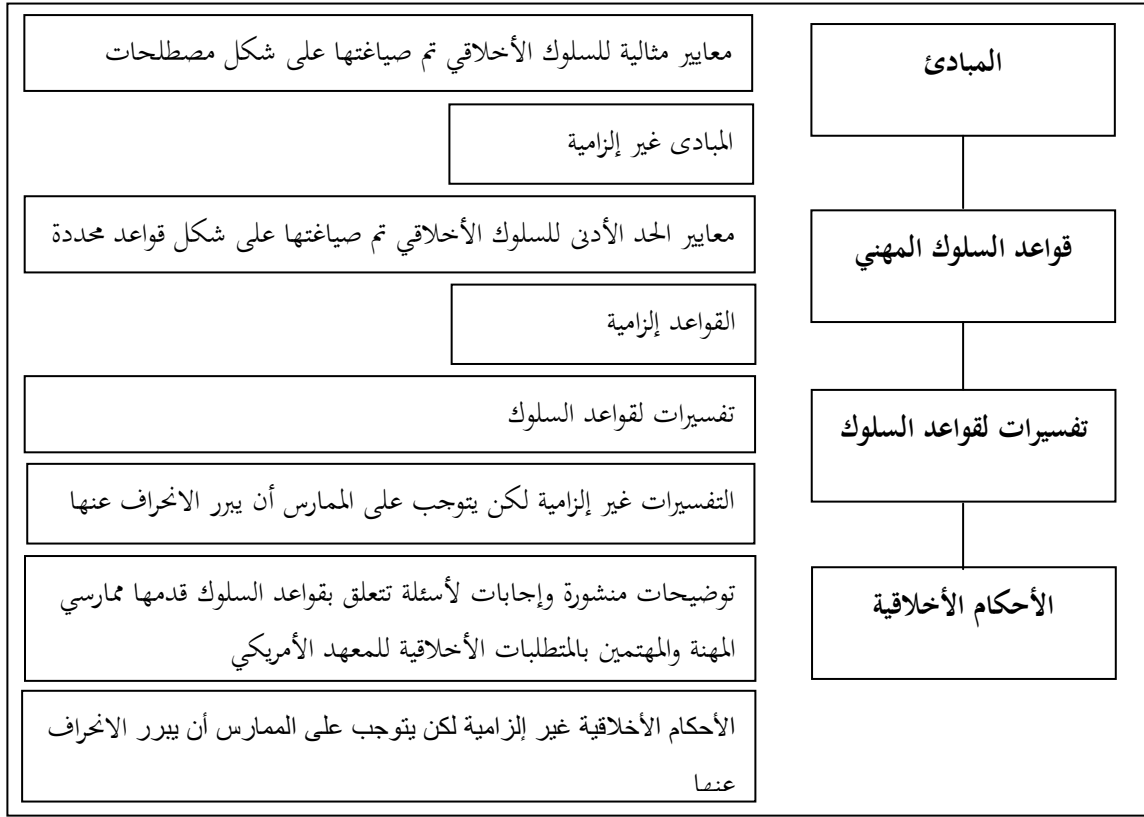 المبادئ
معايير مثالية للسلوك الأخلاقي تم صياغتها على شكل مصطلحات
المبادى غير إلزامية
قواعد السلوك المهني
معايير الحد الأدنى للسلوك الأخلاقي تم صياغتها على شكل قواعد محددة
القواعد إلزامية
تفسيرات لقواعد السلوك
تفسيرات لقواعد السلوك
التفسيرات غير إلزامية لكن يتوجب على الممارس أن يبرر الانحراف عنها
الأحكام الأخلاقية
توضيحات منشورة وإجابات لأسئلة تتعلق بقواعد السلوك قدمها ممارسي
المهنة والمهتمين بالمتطلبات الأخلاقية للمعهد الأمريكي
الأحكام الأخلاقية غير إلزامية لكن يتوجب على الممارس أن يبرر الانحراف
عنها